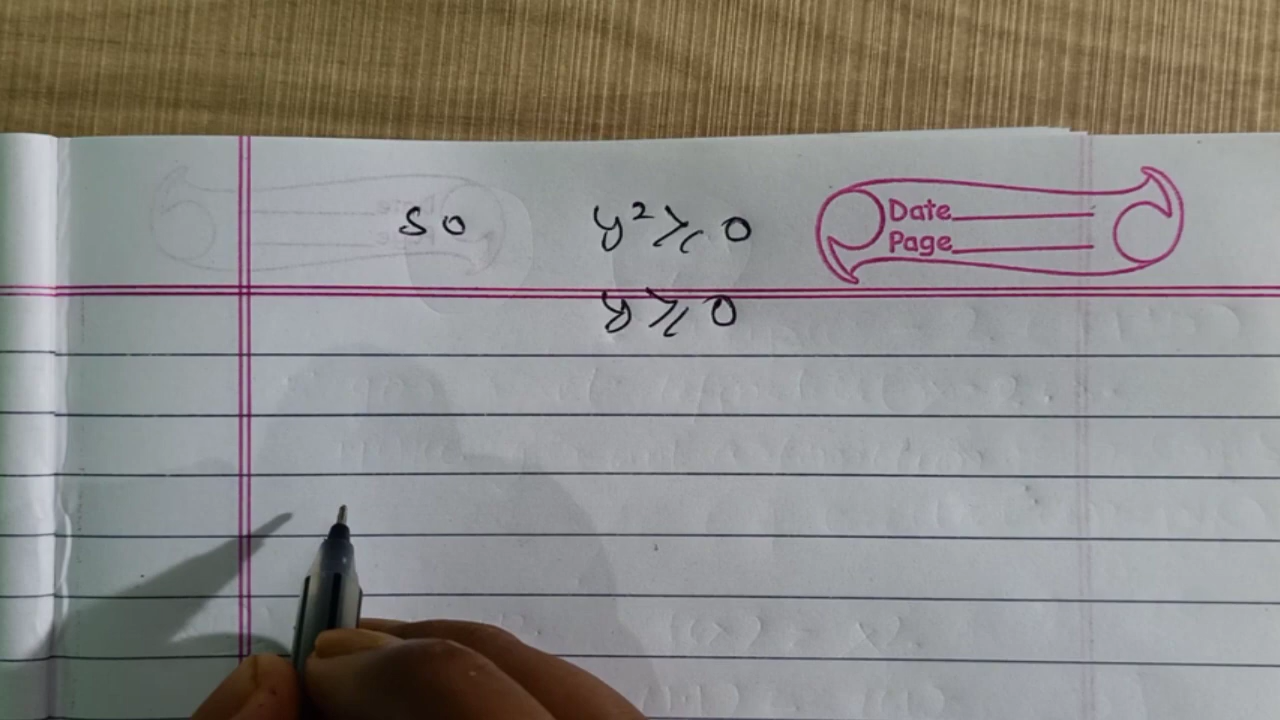 so y² ⩾ 0
Date
Page
y ⩾ 0